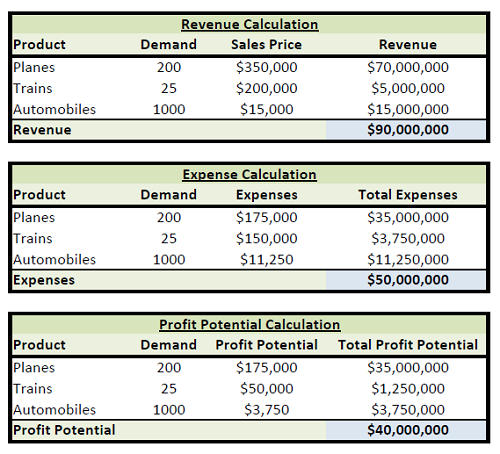 Revenue Calculation
Product Demand Sales Price Revenue
Planes 200 $350,000 $70,000,000
Trains 25 $200,000 $5,000,000
Automobiles 1000 $15,000 $15,000,000
Revenue $90,000,000
Expense Calculation
Product Demand Expenses Total Expenses
Planes 200 $175,000 $35,000,000
Trains 25 $150,000 $3,750,000
Automobiles 1000 $11,250 $11,250,000
Expenses $50,000,000
Profit Potential Calculation
Product Demand Profit Potential Total Profit Potential
Planes 200 $175,000 $35,000,000
Trains 25 $50,000 $1,250,000
Automobiles 1000 $3,750 $3,750,000
Profit Potential $40,000,000